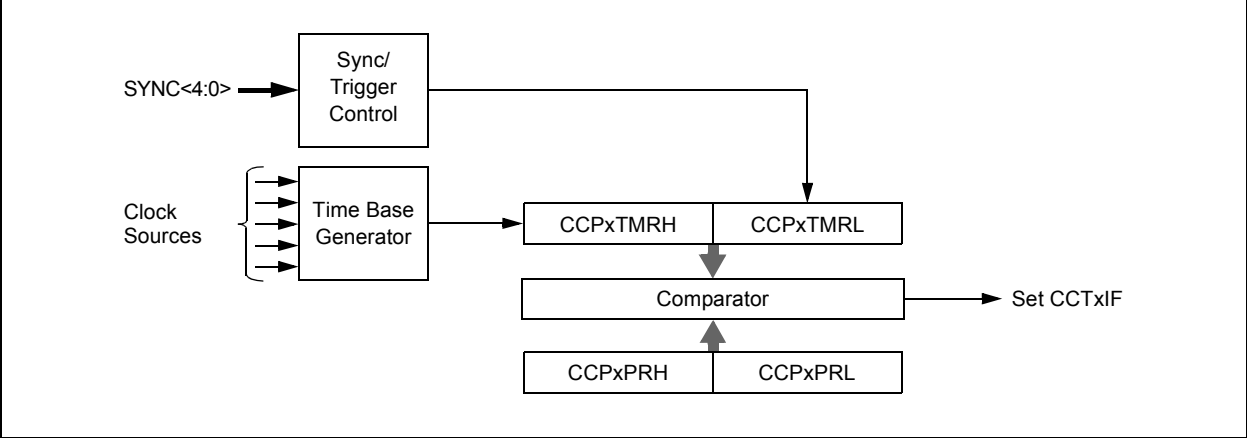 Sync/
Trigger
Control
SYNC<4:0>
Clock
Sources
Time Base
Generator
CCPxTMRH
CCPxTMRL
Comparator
Set CCTxIF
CCPxPRH
CCPxPRL